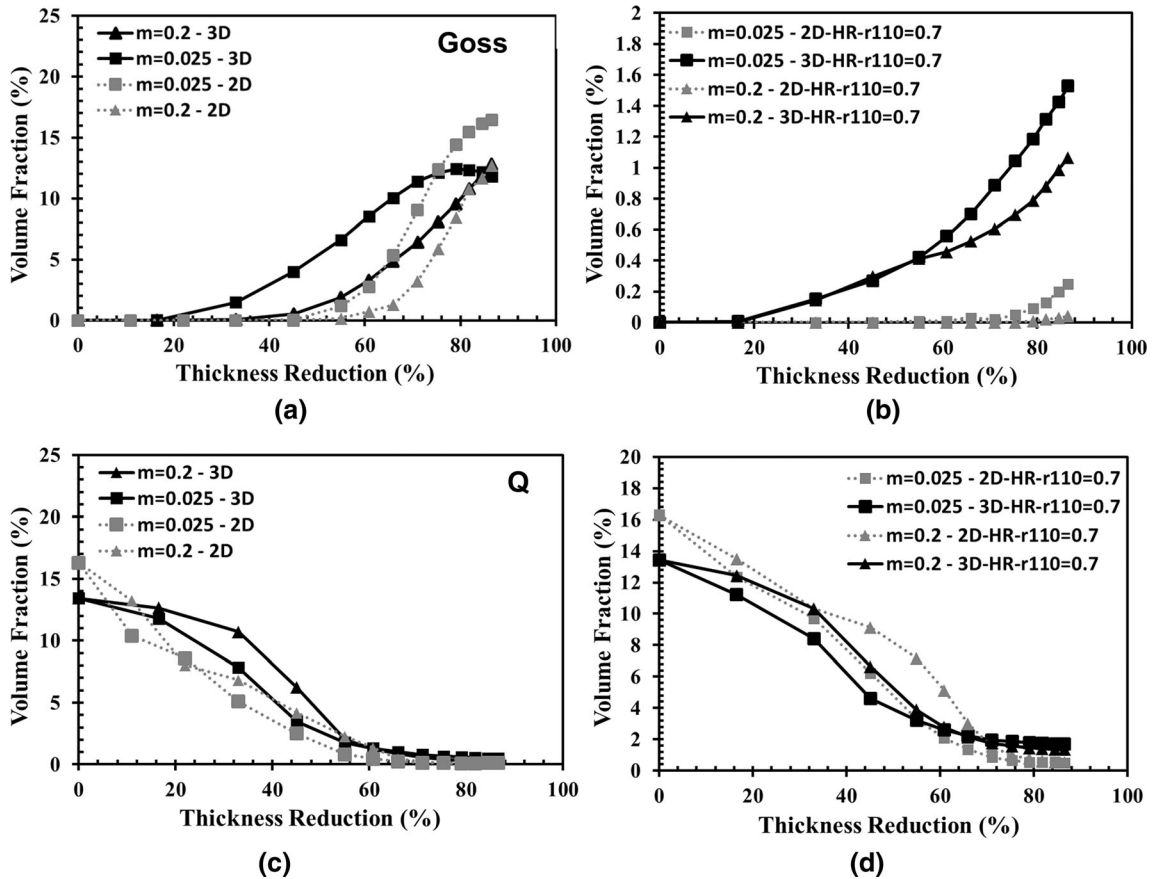 Goss
m=0.2 - 3D
m=0.025 - 3D
m=0.025 - 2D
m=0.2 - 2D
Volume Fraction (%)
25
20
15
10
5
0
0 20 40 60 80 100
Thickness Reduction (%)
(a)
m=0.025 - 2D-HR-r110=0.7
m=0.025 - 3D-HR-r110=0.7
m=0.2 - 2D-HR-r110=0.7
m=0.2 - 3D-HR-r110=0.7
Volume Fraction (%)
2
1.8
1.6
1.4
1.2
1
0.8
0.6
0.4
0.2
0
0 20 40 60 80 100
Thickness Reduction (%)
(b)
Q
m=0.2 - 3D
m=0.025 - 3D
m=0.025 - 2D
m=0.2 - 2D
Volume Fraction (%)
25
20
15
10
5
0
0 20 40 60 80 100
Thickness Reduction (%)
(c)
m=0.025 - 2D-HR-r110=0.7
m=0.025 - 3D-HR-r110=0.7
m=0.2 - 2D-HR-r110=0.7
m=0.2 - 3D-HR-r110=0.7
Volume Fraction (%)
20
18
16
14
12
10
8
6
4
2
0
0 20 40 60 80 100
Thickness Reduction (%)
(d)